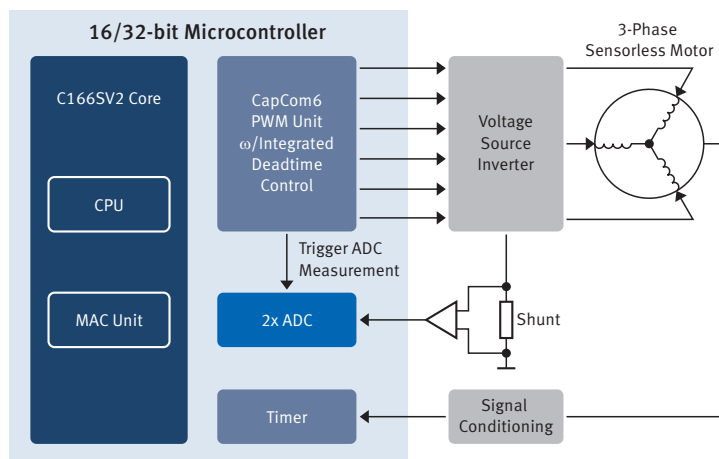 16/32-bit Microcontroller
3-Phase
Sensorless Motor
C166SV2 Core
CPU
MAC Unit
CapCom6
PWM Unit
ω/Integrated
Deadtime
Control
Voltage
Source
Inverter
Trigger ADC
Measurement
2x ADC
Shunt
Timer
Signal
Conditioning